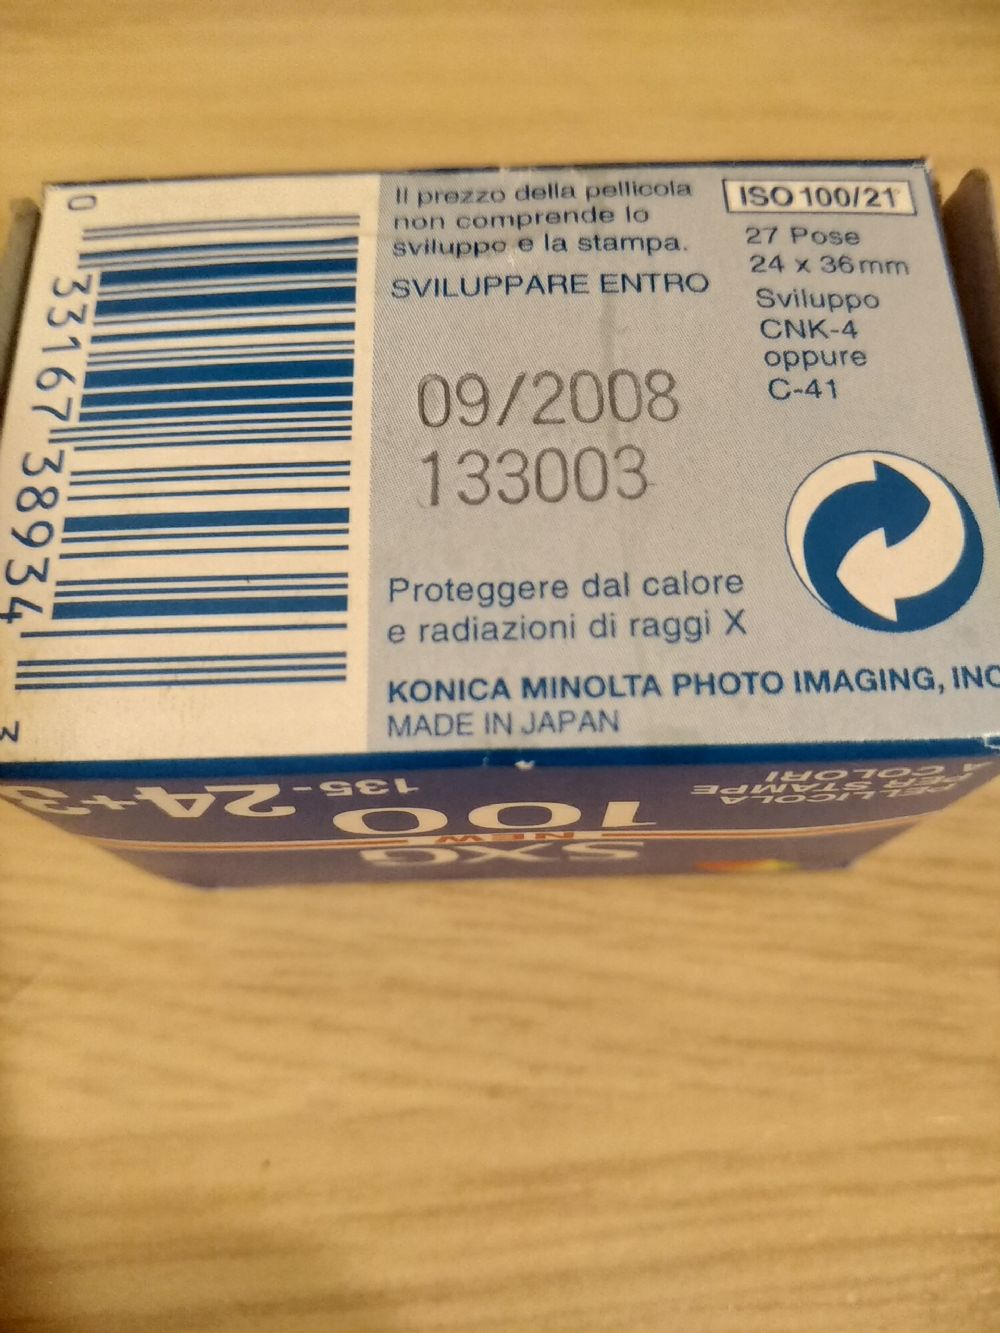 Il prezzo della pellicola
non comprende lo
sviluppo e la stampa.
SVILUPPARE ENTRO
09/2008
133003
Proteggere dal calore
e radiazioni di raggi X
KONICA MINOLTA PHOTO IMAGING, INC
MADE IN JAPAN
ISO 100/21°
27 Pose
24 x 36mm
Sviluppo
CNK-4
oppure
C-41
0 33167 38934 3
PELLICOLA
PER STAMPE
A COLORI
SXG
NEW
100
135-24+3